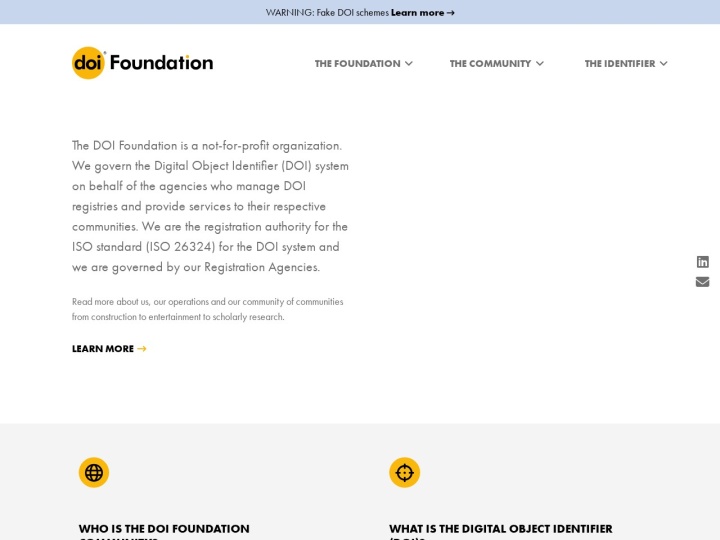 WARNING: Fake DOI schemes Learn more →
doi® Foundation
THE FOUNDATION
THE COMMUNITY
THE IDENTIFIER
The DOI Foundation is a not-for-profit organization.
We govern the Digital Object Identifier (DOI) system
on behalf of the agencies who manage DOI
registries and provide services to their respective
communities. We are the registration authority for the
ISO standard (ISO 26324) for the DOI system and
we are governed by our Registration Agencies.
Read more about us, our operations and our community of communities
from construction to entertainment to scholarly research.
LEARN MORE →
WHO IS THE DOI FOUNDATION
COMMUNITY?
WHAT IS THE DIGITAL OBJECT IDENTIFIER
(DOI)?